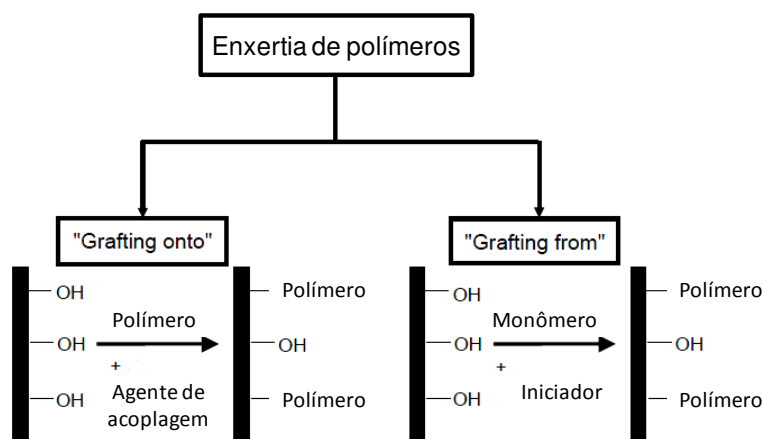 Enxertia de polímeros
"Grafting onto"
"Grafting from"
OH
OH
OH
Polímero
+
Agente de
acoplagem
Polímero
OH
Polímero
OH
OH
OH
Monômero
+
Iniciador
Polímero
OH
Polímero